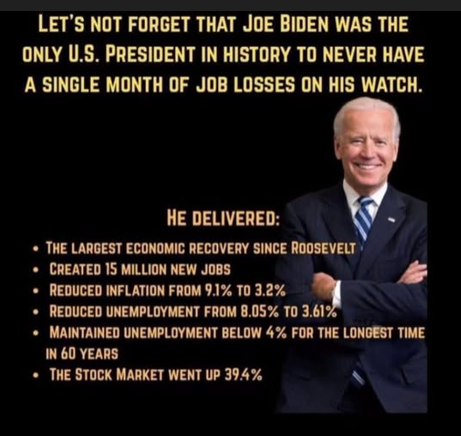 Let's not forget that Joe Biden was the
only U.S. President in history to never have
a single month of job losses on his watch.
He delivered:
• The largest economic recovery since Roosevelt
• Created 15 million new jobs
• Reduced inflation from 9.1% to 3.2%
• Reduced unemployment from 8.05% to 3.61%
• Maintained unemployment below 4% for the longest time
in 60 years
• The Stock Market went up 39.4%